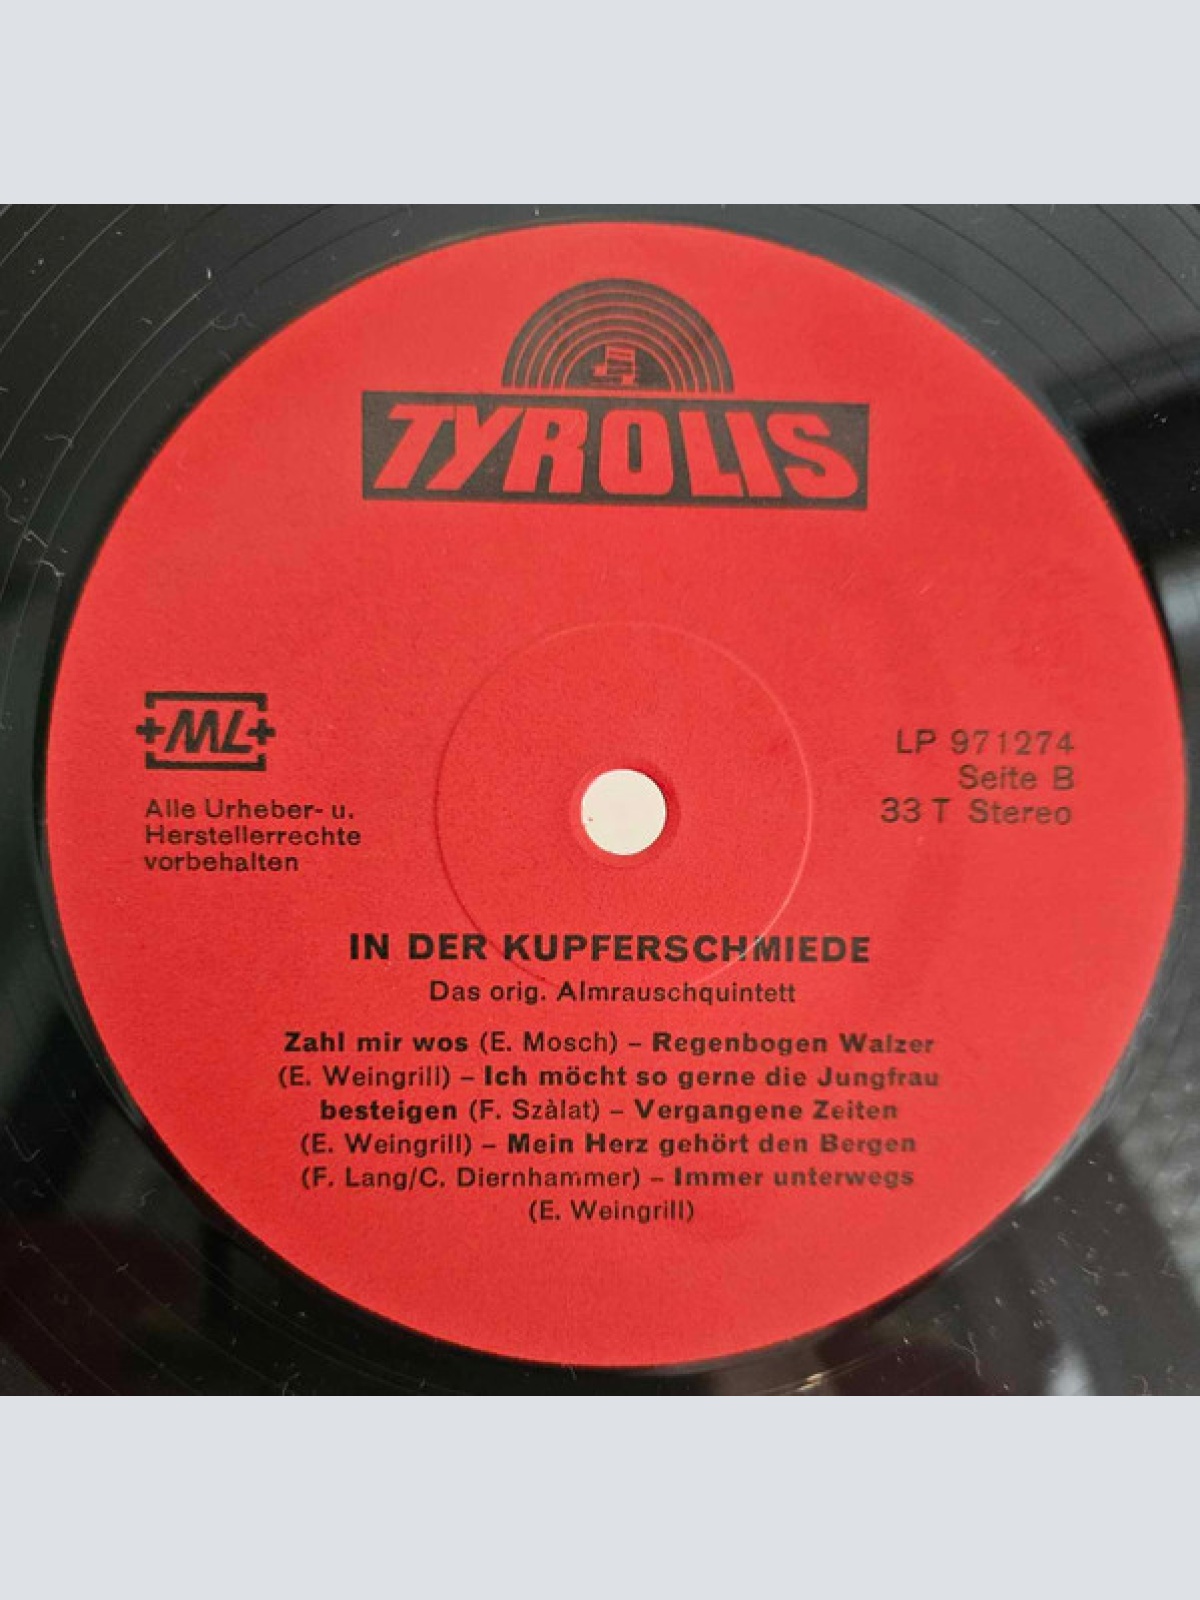 TYROLIS
+ML+
Alle Urheber- u.
Herstellerrechte
vorbehalten
LP 971274
Seite B
33 T Stereo
IN DER KUPFERSCHMIEDE
Das orig. Almrauschquintett
Zahl mir wos (E. Mosch) – Regenbogen Walzer
(E. Weingrill) – Ich möcht so gerne die Jungfrau
besteigen (F. Szàlat) – Vergangene Zeiten
(E. Weingrill) – Mein Herz gehört den Bergen
(F. Lang/C. Diernhammer) – Immer unterwegs
(E. Weingrill)